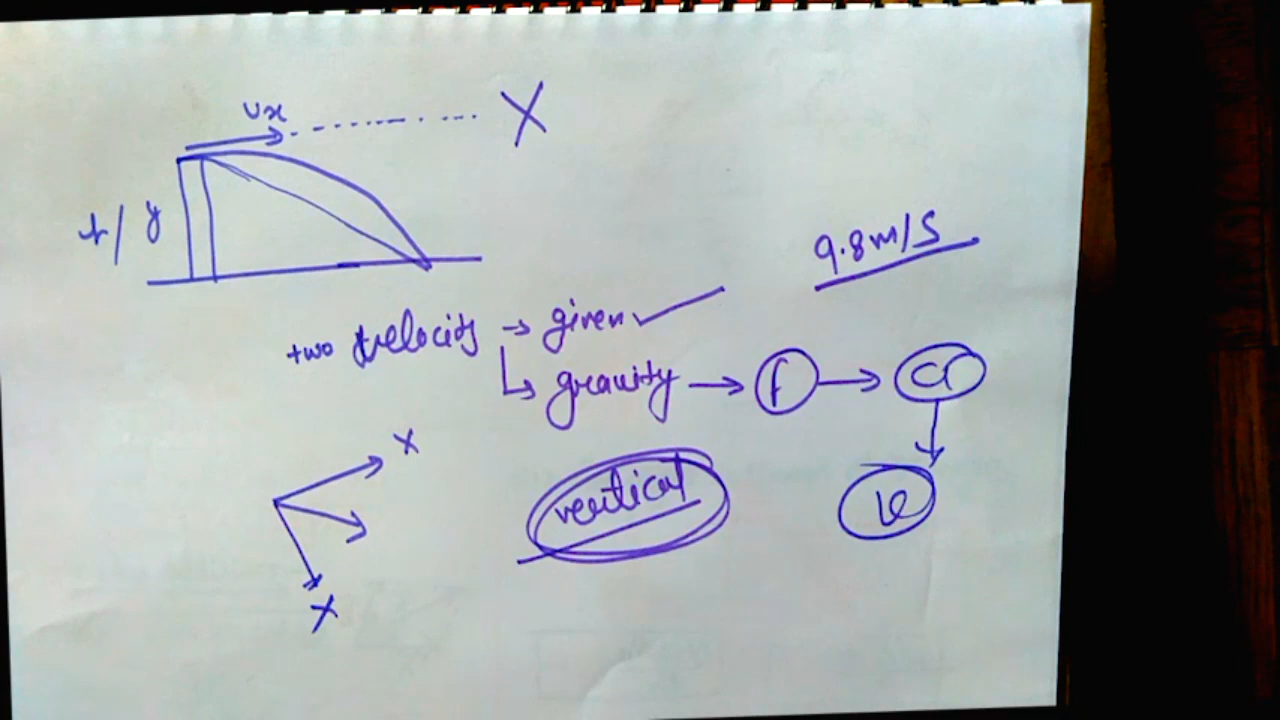 Ux
X
y
9.8m/s
two velocity → given
gravity → F → a
X
vertical
X